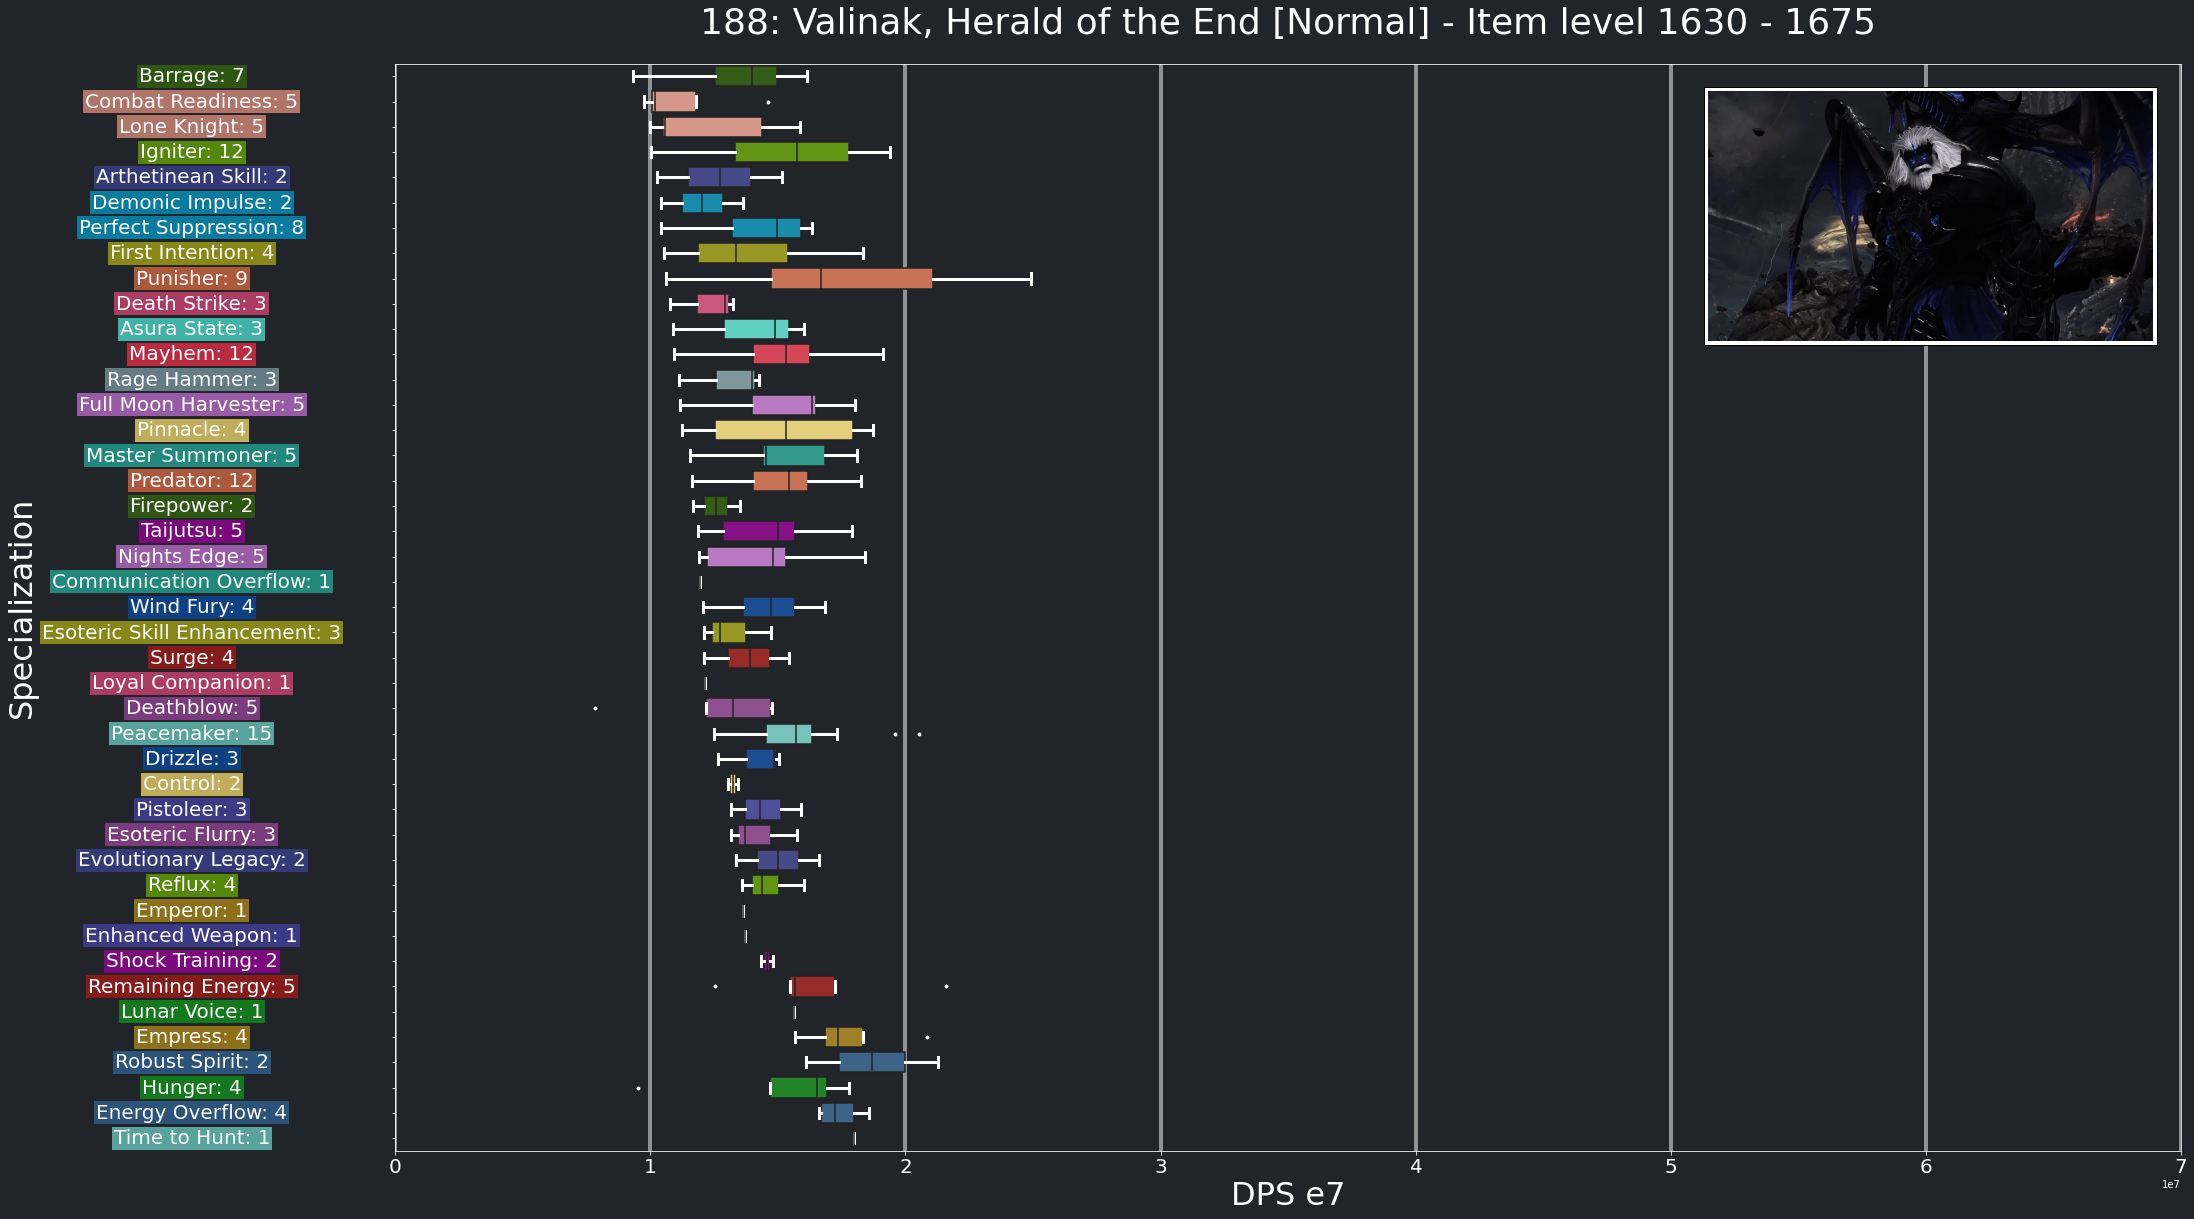 188: Valinak, Herald of the End [Normal] - Item level 1630 - 1675
Specialization
Barrage: 7
Combat Readiness: 5
Lone Knight: 5
Igniter: 12
Arthetinean Skill: 2
Demonic Impulse: 2
Perfect Suppression: 8
First Intention: 4
Punisher: 9
Death Strike: 3
Asura State: 3
Mayhem: 12
Rage Hammer: 3
Full Moon Harvester: 5
Pinnacle: 4
Master Summoner: 5
Predator: 12
Firepower: 2
Taijutsu: 5
Nights Edge: 5
Communication Overflow: 1
Wind Fury: 4
Esoteric Skill Enhancement: 3
Surge: 4
Loyal Companion: 1
Deathblow: 5
Peacemaker: 15
Drizzle: 3
Control: 2
Pistoleer: 3
Esoteric Flurry: 3
Evolutionary Legacy: 2
Reflux: 4
Emperor: 1
Enhanced Weapon: 1
Shock Training: 2
Remaining Energy: 5
Lunar Voice: 1
Empress: 4
Robust Spirit: 2
Hunger: 4
Energy Overflow: 4
Time to Hunt: 1
0 1 2 3 4 5 6 7
1e7
DPS e7